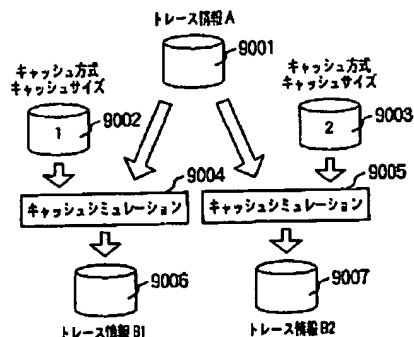 トレース情報A
9001
キャッシュ方式
キャッシュサイズ
1
9002
キャッシュ方式
キャッシュサイズ
2
9003
9004
キャッシュシミュレーション
9005
キャッシュシミュレーション
9006
トレース情報B1
9007
トレース情報B2